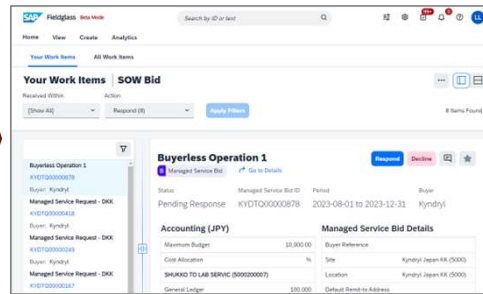 SAP Fieldglass Beta Mode
Search by ID or text
99+
LL
Home View Create Analytics
Your Work Items All Work Items
Your Work Items | SOW Bid
Received Within Action
[Show All] Respond (8) Apply Filters 8 Items Found
Buyerless Operation 1
KYDTQ00000878
Buyer: Kyndryl
Managed Service Request - DKK
KYDTQ00000418
Buyer: Kyndryl
Managed Service Request - DKK
KYDTQ00000249
Buyer: Kyndryl
Managed Service Request - DKK
KYDTQ00000167
Buyerless Operation 1
Respond Decline
Managed Service Bid Go to Details
Status Managed Service Bid ID Period Buyer
Pending Response KYDTQ00000878 2023-08-01 to 2023-12-31 Kyndryl
Accounting (JPY) Managed Service Bid Details
Maximum Budget 10,000.00 Buyer Reference
Cost Allocation % Site Kyndryl Japan KK (5000)
SHUKKO TO LAB SERVIC (5000200007) Location Kyndryl Japan KK (5000)
General Ledger 100.000 Default Remit-to Address